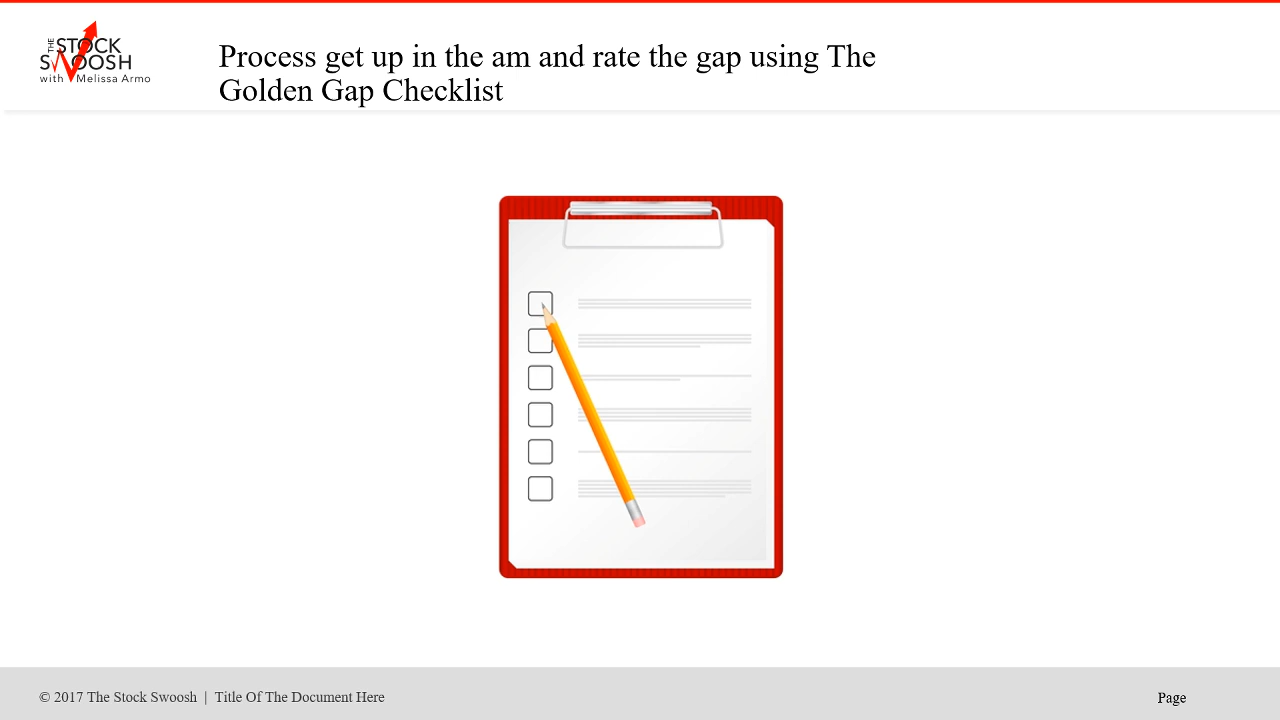 THE
STOCK
SWOOSH
with Melissa Armo
Process get up in the am and rate the gap using The
Golden Gap Checklist
© 2017 The Stock Swoosh | Title Of The Document Here
Page